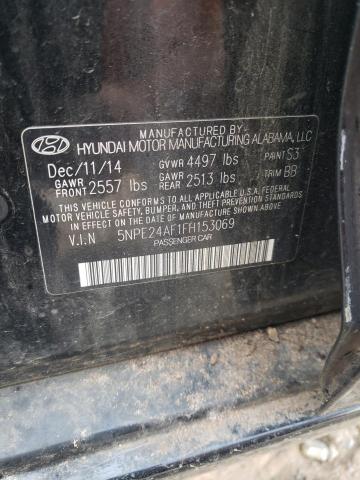 MANUFACTURED BY
HYUNDAI MOTOR MANUFACTURING ALABAMA, LLC
Dec/11/14 GVWR 4497 lbs PAINT S3
GAWR FRONT 2557 lbs GAWR REAR 2513 lbs TRIM BB
THIS VEHICLE CONFORMS TO ALL APPLICABLE U.S.A. FEDERAL
MOTOR VEHICLE SAFETY, BUMPER, AND THEFT PREVENTION STANDARDS
IN EFFECT ON THE DATE OF MANUFACTURE SHOWN ABOVE.
V.I.N 5NPE24AF1FH153069
PASSENGER CAR